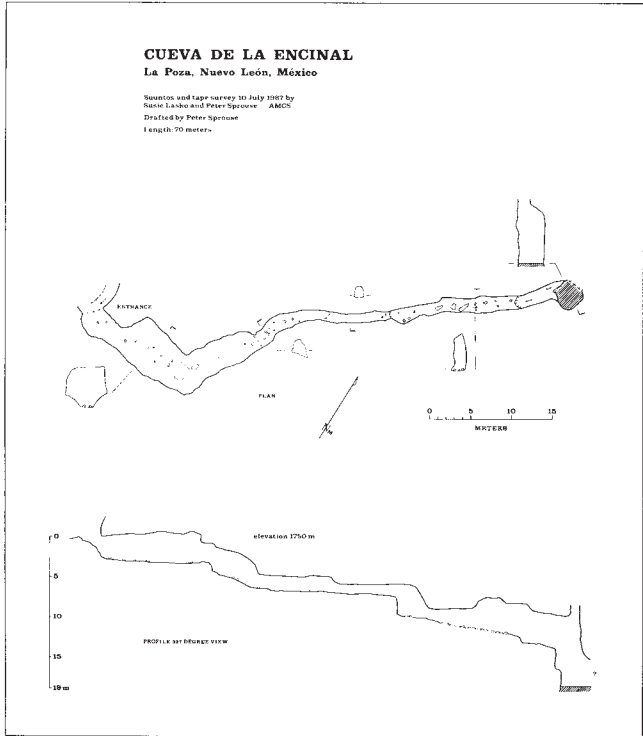 CUEVA DE LA ENCINAL
La Poza, Nuevo León, México
Suuntos and tape survey 10 July 1987 by
Susie Lasko and Peter Sprouse AMCS
Drafted by Peter Sprouse
Length: 70 meters
ENTRANCE
PLAN
0 5 10 15
METERS
elevation 1750 m
0
5
10
PROFILE 337 DEGREE VIEW
15
?
19 m